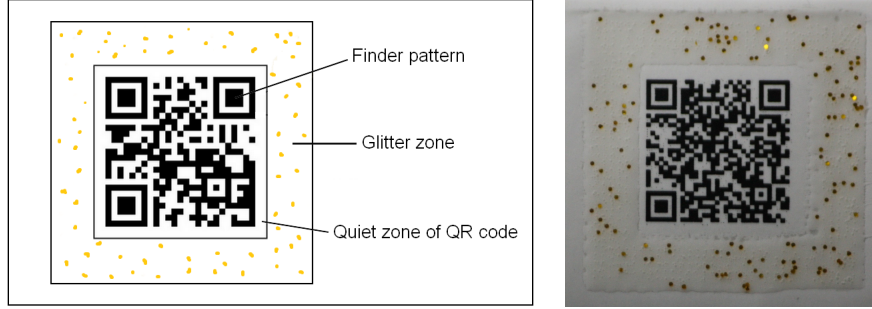 Finder pattern
Glitter zone
Quiet zone of QR code